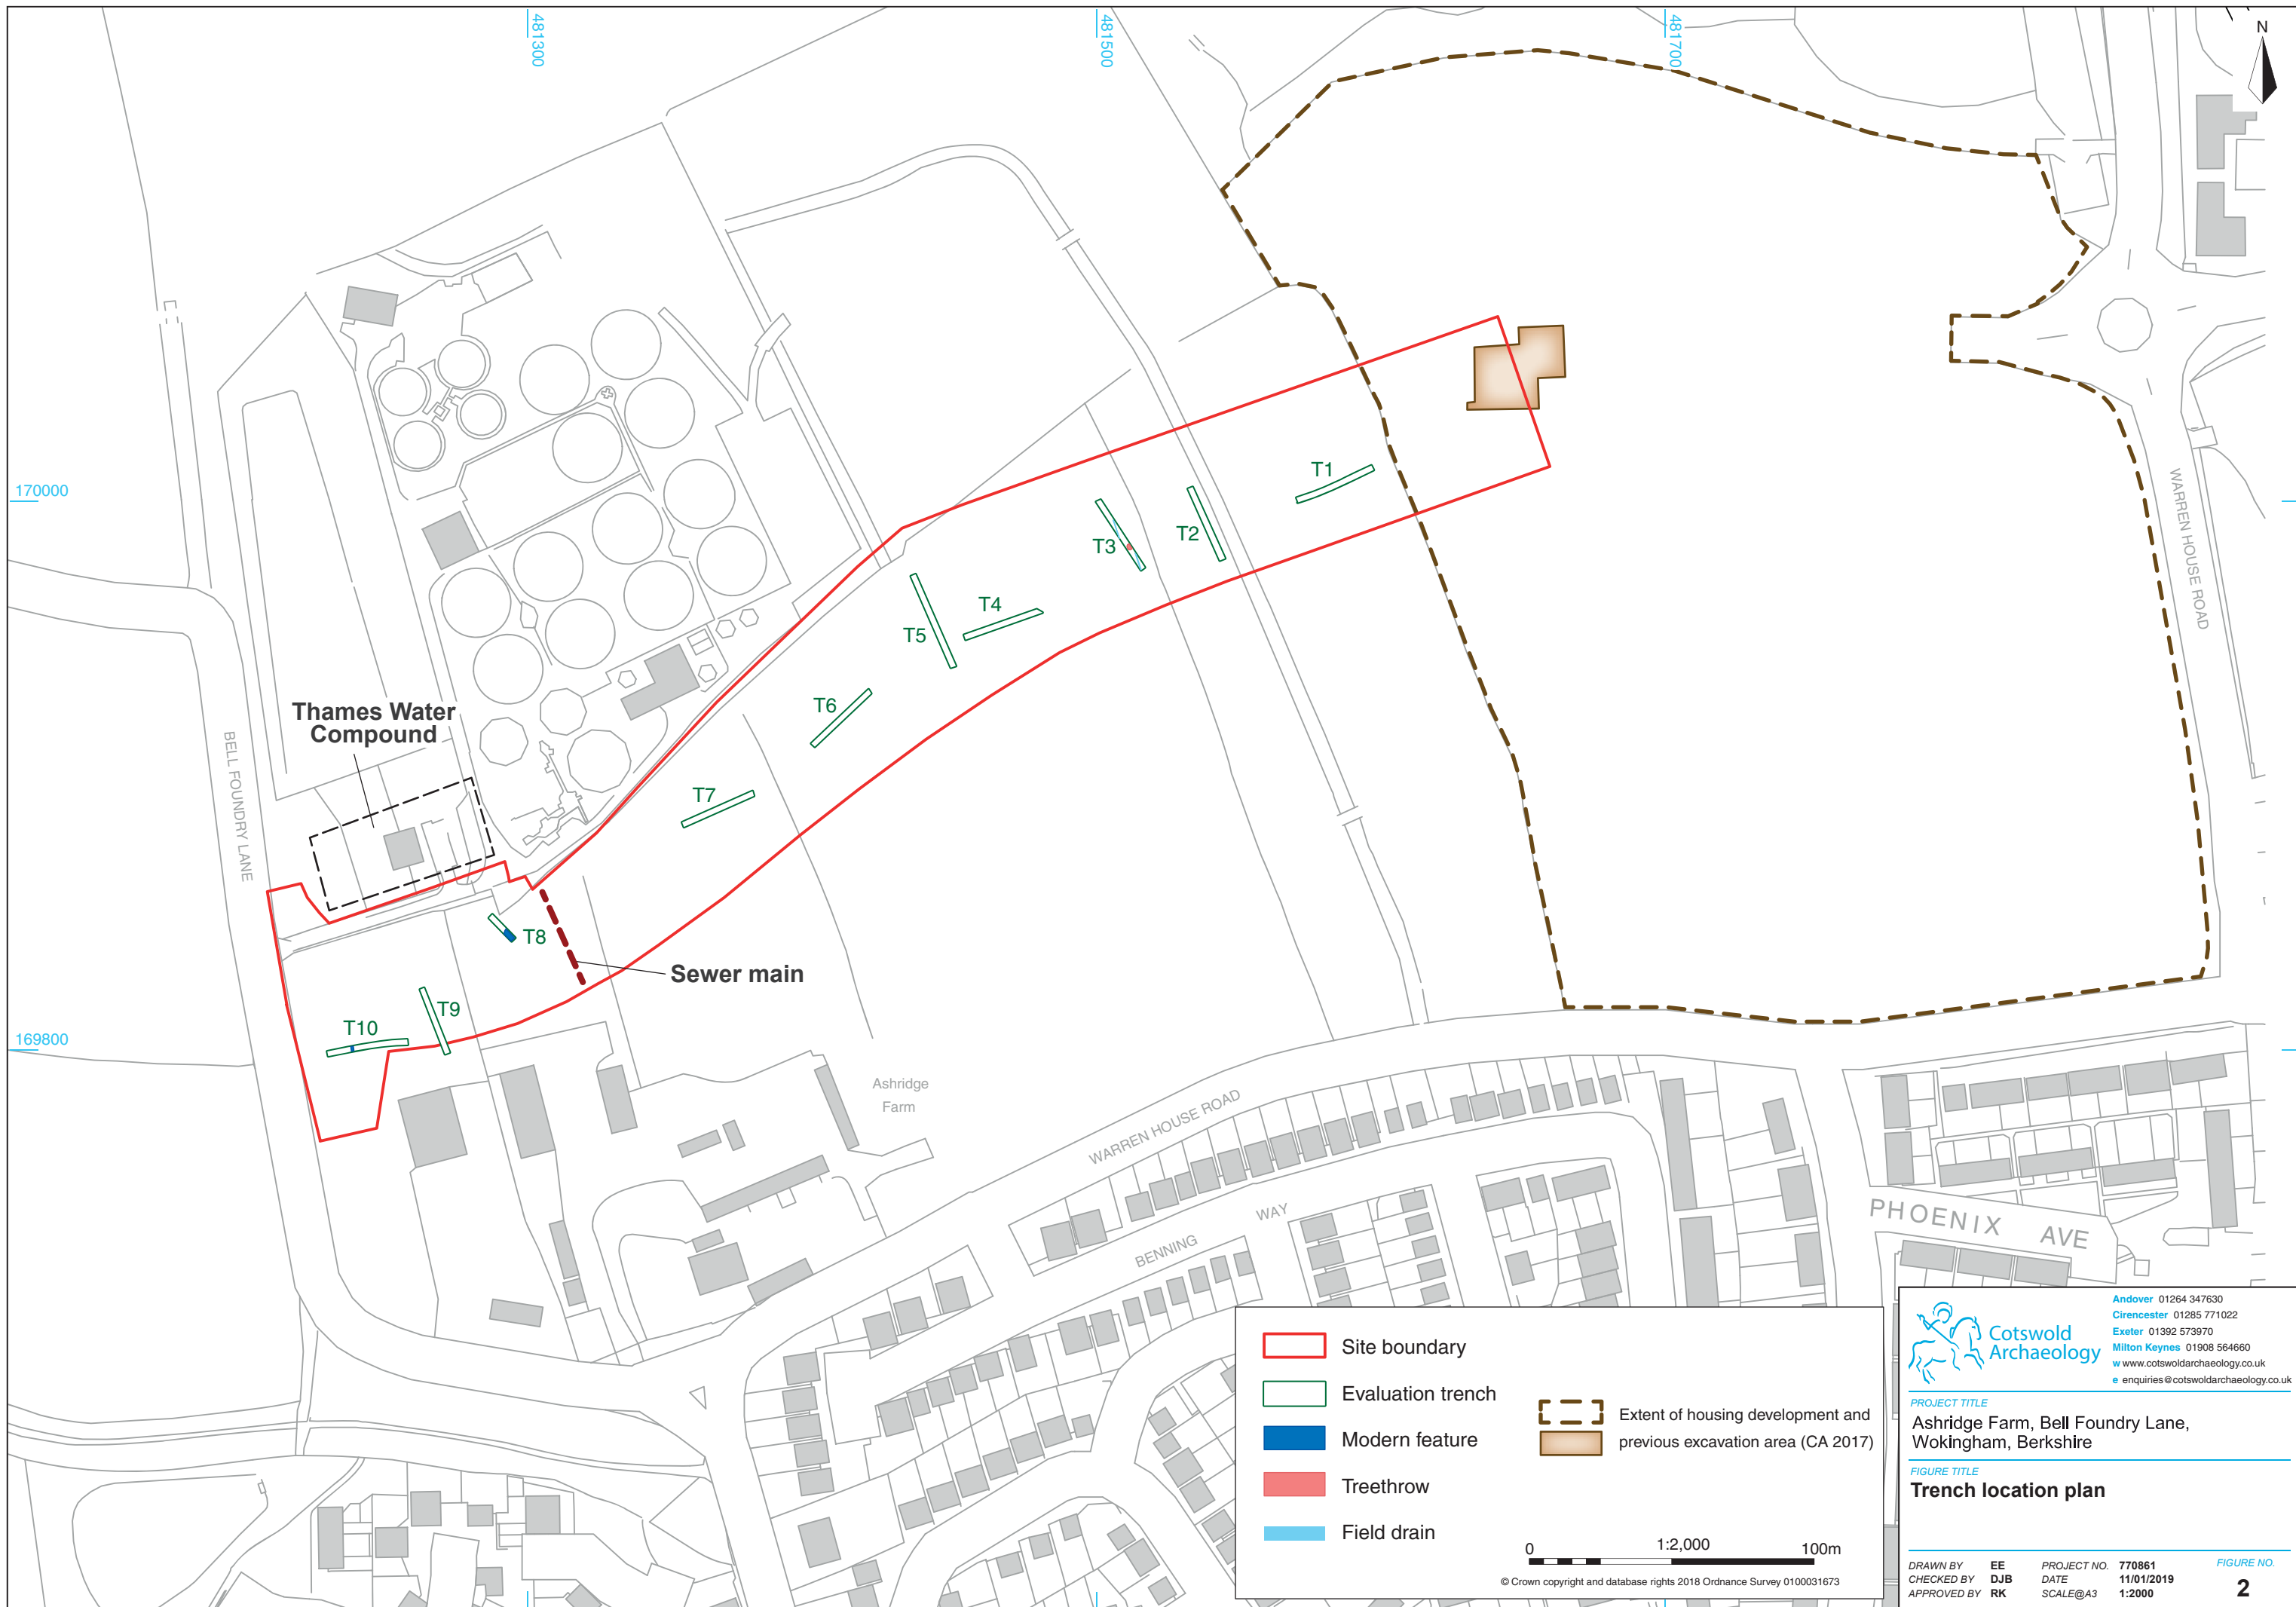 481300
481500
481700
N
170000
169800
T1
T2
T3
T4
T5
T6
T7
T8
T9
T10
Thames Water
Compound
Sewer main
BELL FOUNDRY LANE
WARREN HOUSE ROAD
Ashridge
Farm
WARREN HOUSE ROAD
BENNING WAY
PHOENIX AVE
Site boundary
Evaluation trench
Modern feature
Treethrow
Field drain
Extent of housing development and
previous excavation area (CA 2017)
0 1:2,000 100m
© Crown copyright and database rights 2018 Ordnance Survey 0100031673
Cotswold
Archaeology
Andover 01264 347630
Cirencester 01285 771022
Exeter 01392 573970
Milton Keynes 01908 564660
w www.cotswoldarchaeology.co.uk
e enquiries@cotswoldarchaeology.co.uk
PROJECT TITLE
Ashridge Farm, Bell Foundry Lane,
Wokingham, Berkshire
FIGURE TITLE
Trench location plan
DRAWN BY EE PROJECT NO. 770861 FIGURE NO.
CHECKED BY DJB DATE 11/01/2019
APPROVED BY RK SCALE@A3 1:2000 2